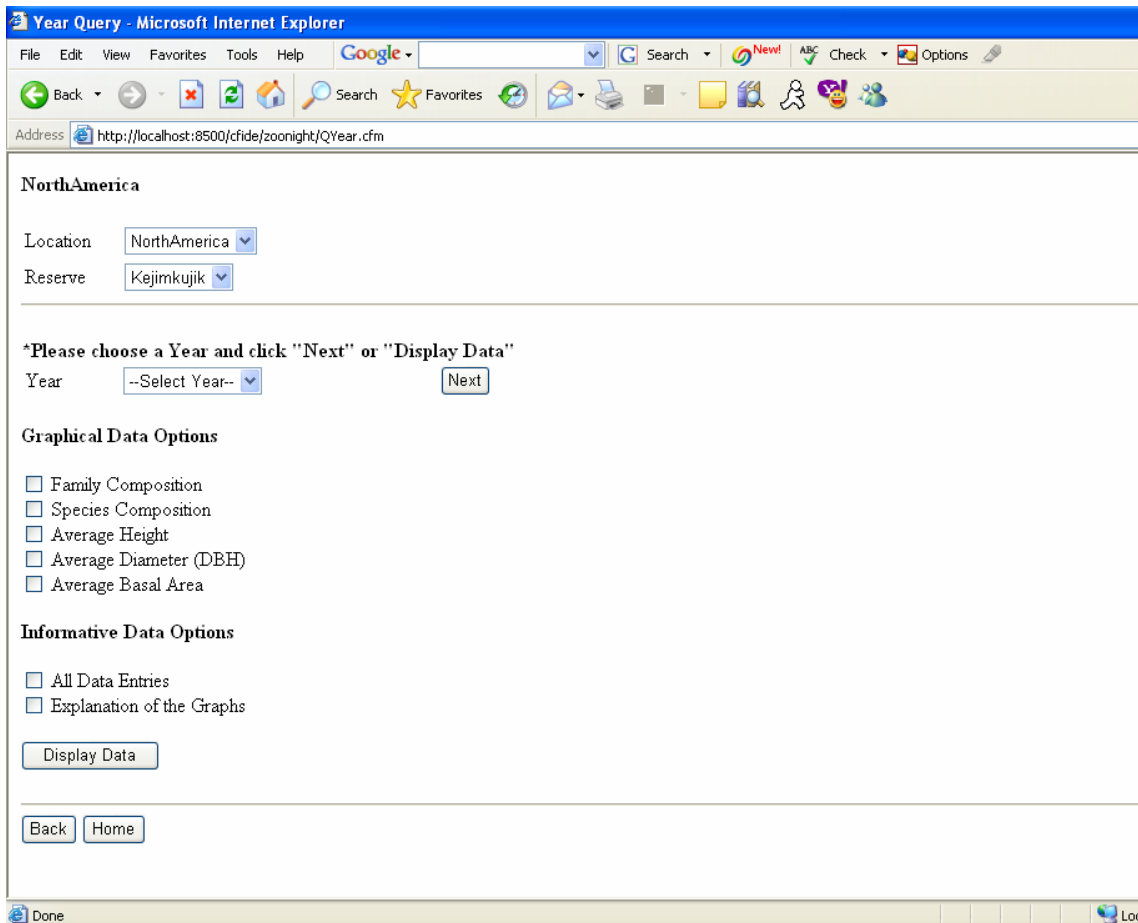 Year Query - Microsoft Internet Explorer
File Edit View Favorites Tools Help Google Search New! ABC Check Options
Back Search Favorites
Address http://localhost:8500/cfide/zoonight/QYear.cfm
NorthAmerica
Location NorthAmerica
Reserve Kejimkujik
*Please choose a Year and click "Next" or "Display Data"
Year --Select Year-- Next
Graphical Data Options
Family Composition
Species Composition
Average Height
Average Diameter (DBH)
Average Basal Area
Informative Data Options
All Data Entries
Explanation of the Graphs
Display Data
Back Home
Done